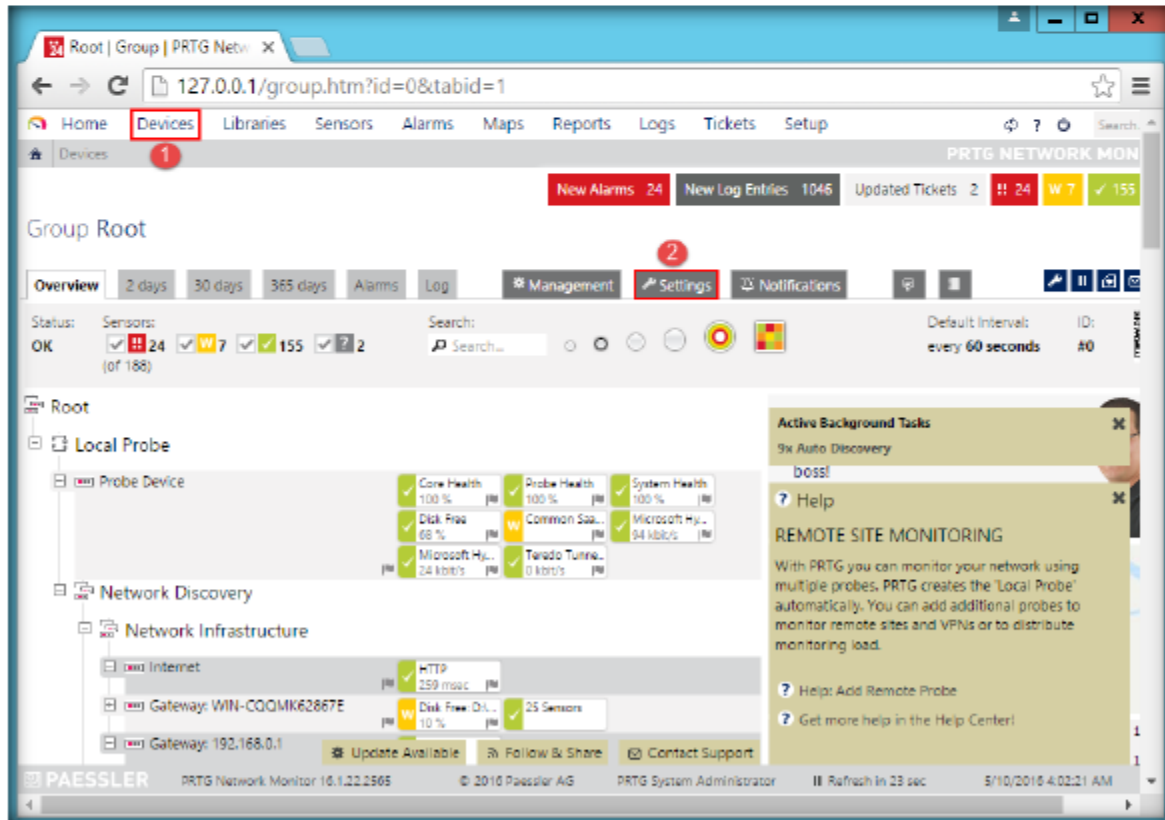 Root | Group | PRTG Netw
127.0.0.1/group.htm?id=0&tabid=1
Home Devices Libraries Sensors Alarms Maps Reports Logs Tickets Setup ? Search.
1
Devices PRTG NETWORK MON
New Alarms 24 New Log Entries 1046 Updated Tickets 2 !! 24 W 7 155
Group Root
2
Overview 2 days 30 days 365 days Alarms Log Management Settings Notifications
Status: Sensors: Search: Default Interval: ID:
OK !! 24 W 7 155 ? 2 Search... every 60 seconds #0
(of 188)
Root
Local Probe
Probe Device
Core Health 100 % Probe Health 100 % System Health 100 %
Disk Free 68 % W Common Saa... Microsoft Hy... 94 kbit/s
Microsoft Hy... 24 kbit/s Teredo Tunne... 0 kbit/s
Network Discovery
Network Infrastructure
Internet HTTP 259 msec
Gateway: WIN-CQQMK62867E W Disk Free: D:\... 10 % 25 Sensors
Gateway: 192.168.0.1
Active Background Tasks
9x Auto Discovery
boss!
? Help
REMOTE SITE MONITORING
With PRTG you can monitor your network using
multiple probes. PRTG creates the 'Local Probe'
automatically. You can add additional probes to
monitor remote sites and VPNs or to distribute
monitoring load.
? Help: Add Remote Probe
? Get more help in the Help Center!
Update Available Follow & Share Contact Support
PAESSLER PRTG Network Monitor 16.1.22.2565 © 2016 Paessler AG PRTG System Administrator Refresh in 23 sec 5/10/2016 4:02:21 AM